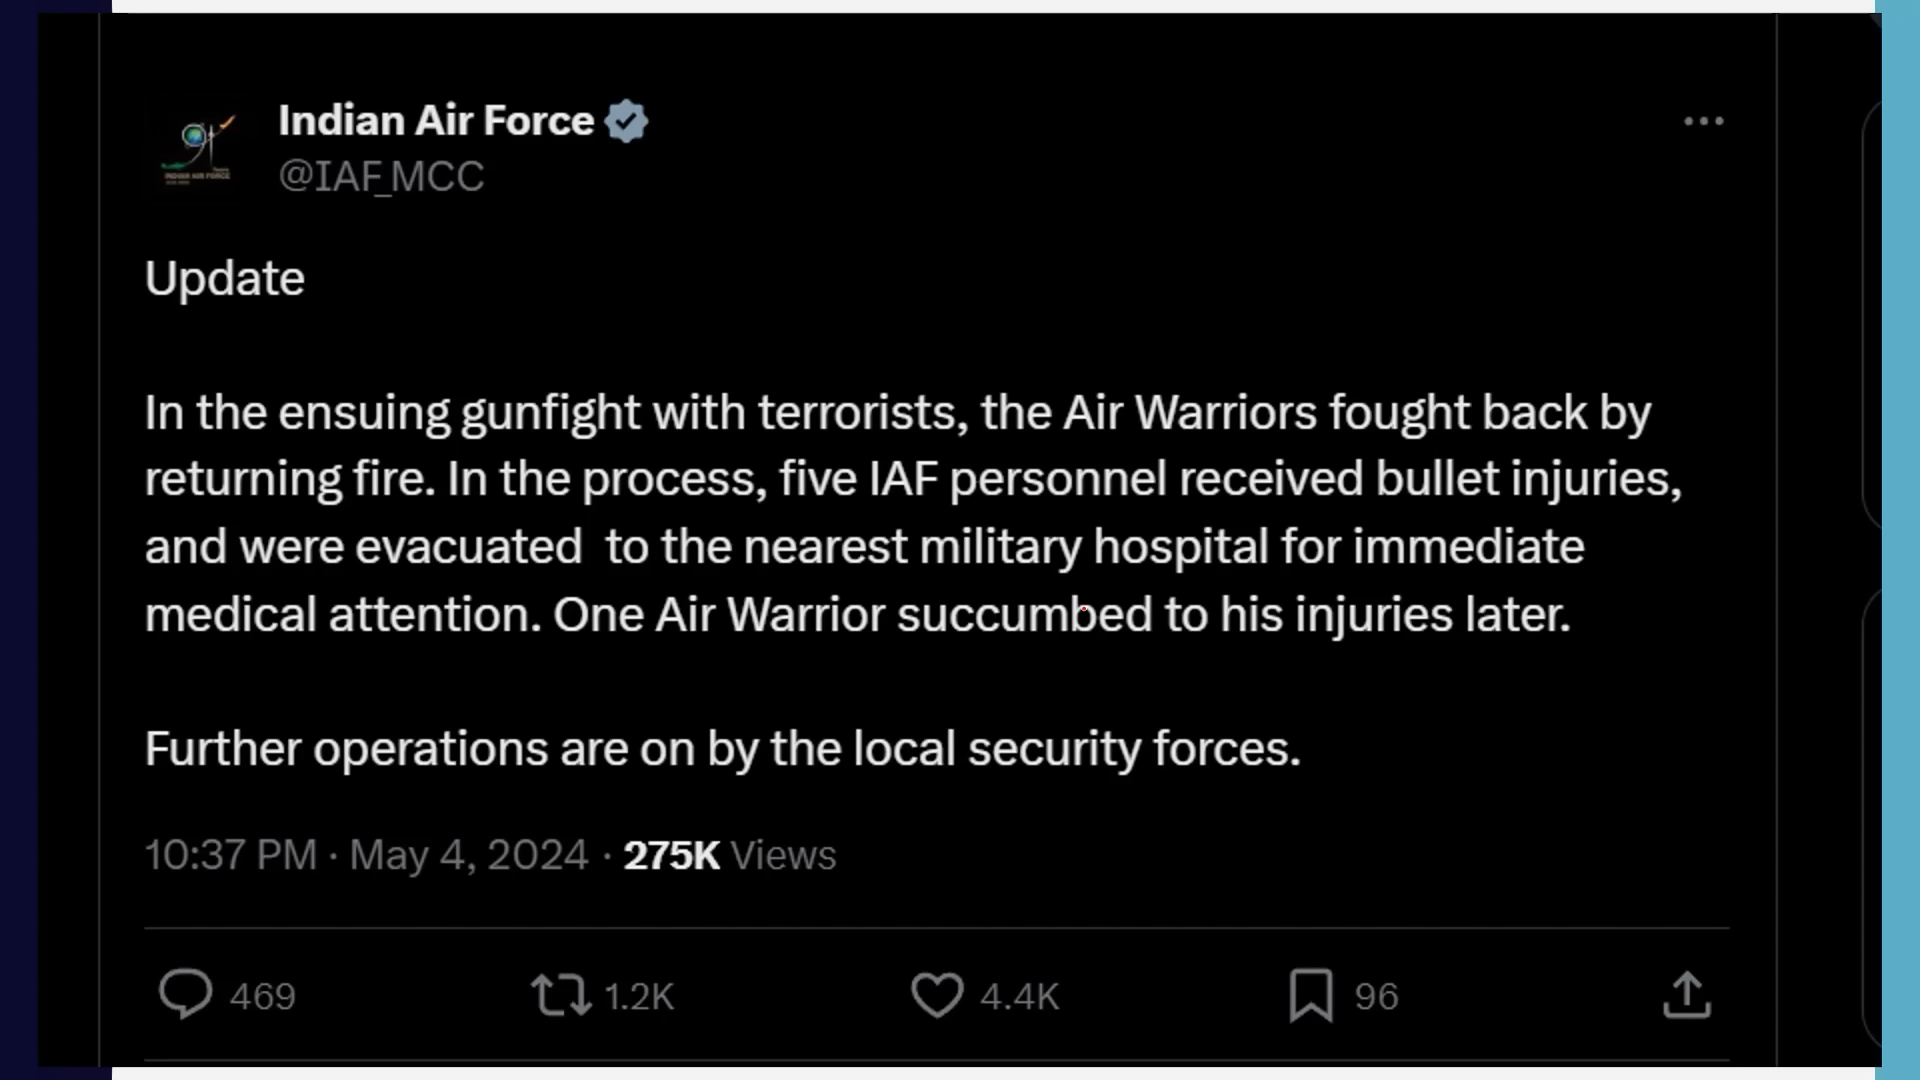 Indian Air Force
@IAF_MCC
Update
In the ensuing gunfight with terrorists, the Air Warriors fought back by
returning fire. In the process, five IAF personnel received bullet injuries,
and were evacuated  to the nearest military hospital for immediate
medical attention. One Air Warrior succumbed to his injuries later.
Further operations are on by the local security forces.
10:37 PM · May 4, 2024 · 275K Views
469 1.2K 4.4K 96